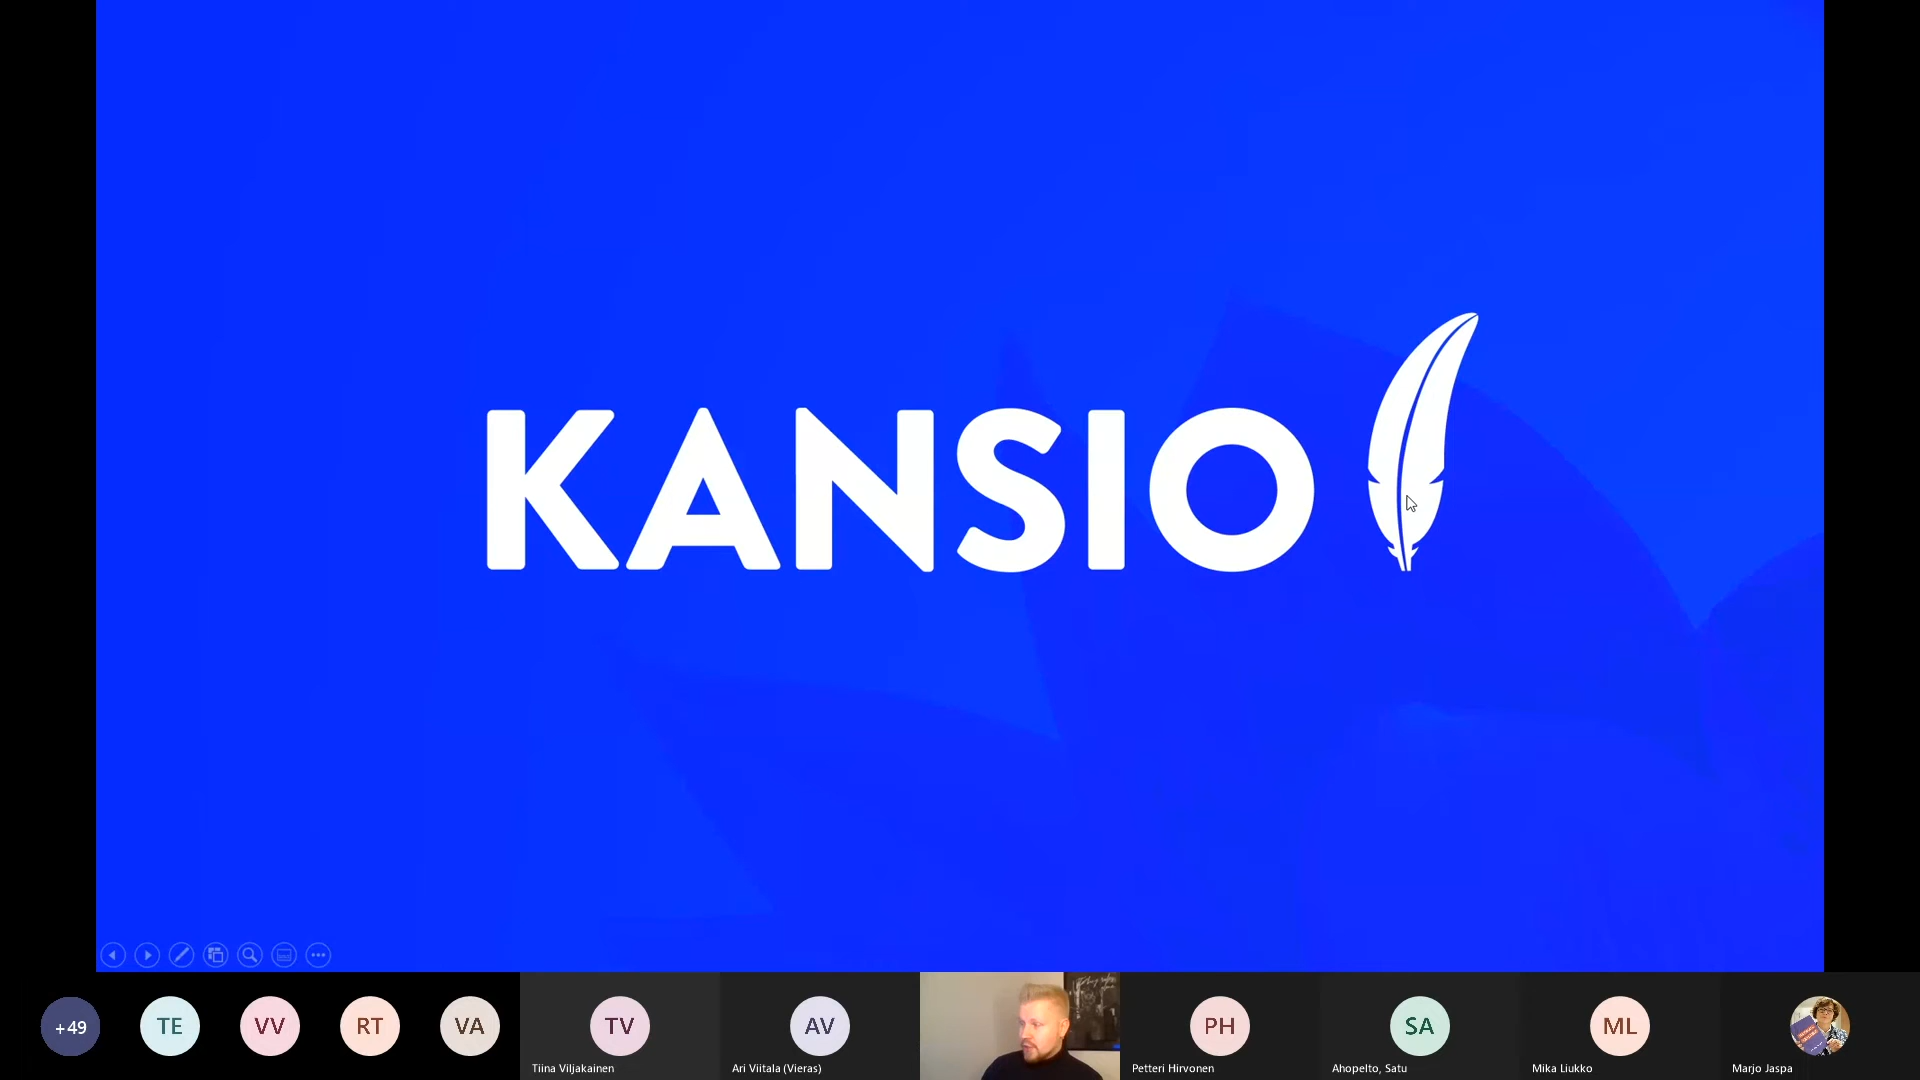 KANSIO
+49
TE
VV
RT
VA
TV
AV
PH
SA
ML
Tiina Viljakainen
Ari Viitala (Vieras)
Petteri Hirvonen
Ahopelto, Satu
Mika Liukko
Marjo Jaspa